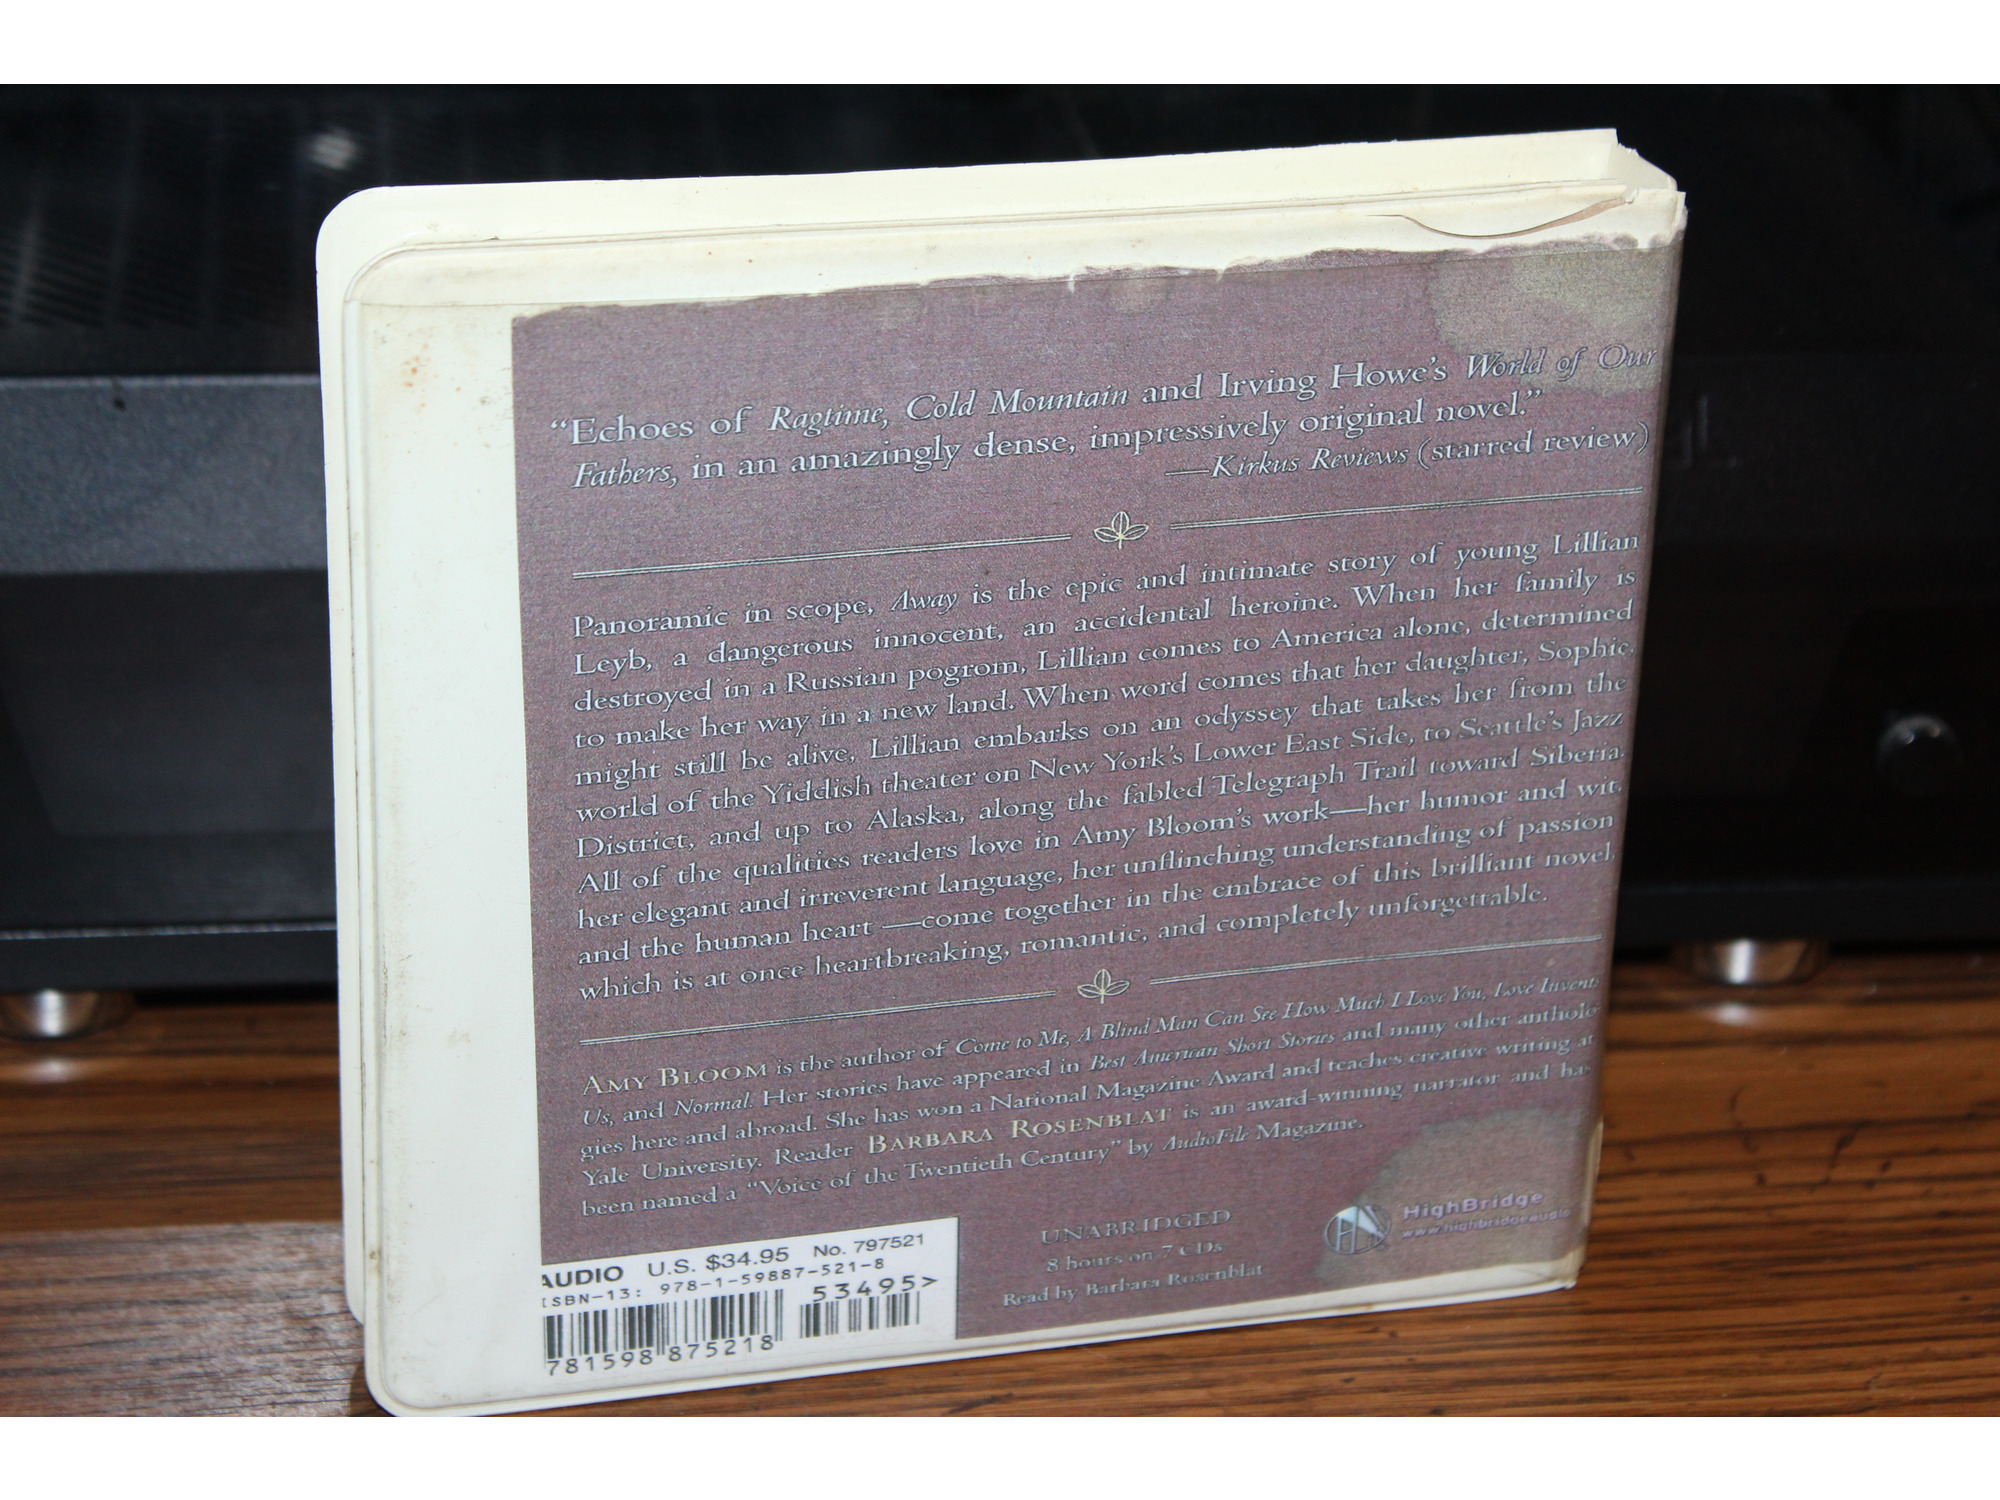 “Echoes of Ragtime, Cold Mountain and Irving Howe’s World of Our
Fathers, in an amazingly dense, impressively original novel.”
—Kirkus Reviews (starred review)
Panoramic in scope, Away is the epic and intimate story of young Lillian
Leyb, a dangerous innocent, an accidental heroine. When her family is
destroyed in a Russian pogrom, Lillian comes to America alone, determined
to make her way in a new land. When word comes that her daughter, Sophie,
might still be alive, Lillian embarks on an odyssey that takes her from the
world of the Yiddish theater on New York’s Lower East Side, to Seattle’s Jazz
District, and up to Alaska, along the fabled Telegraph Trail toward Siberia.
All of the qualities readers love in Amy Bloom’s work—her humor and wit,
her elegant and irreverent language, her unflinching understanding of passion
and the human heart —come together in the embrace of this brilliant novel,
which is at once heartbreaking, romantic, and completely unforgettable.
AMY BLOOM is the author of Come to Me, A Blind Man Can See How Much I Love You, Love Invents
Us, and Normal. Her stories have appeared in Best American Short Stories and many other antholo-
gies here and abroad. She has won a National Magazine Award and teaches creative writing at
Yale University. Reader BARBARA ROSENBLAT is an award-winning narrator and has
been named a “Voice of the Twentieth Century” by AudioFile Magazine.
UNABRIDGED
8 hours on 7 CDs
Read by Barbara Rosenblat
HighBridge
www.highbridgeaudio
AUDIO U.S. $34.95 No. 797521
ISBN-13: 978-1-59887-521-8
53495>
781598 875218